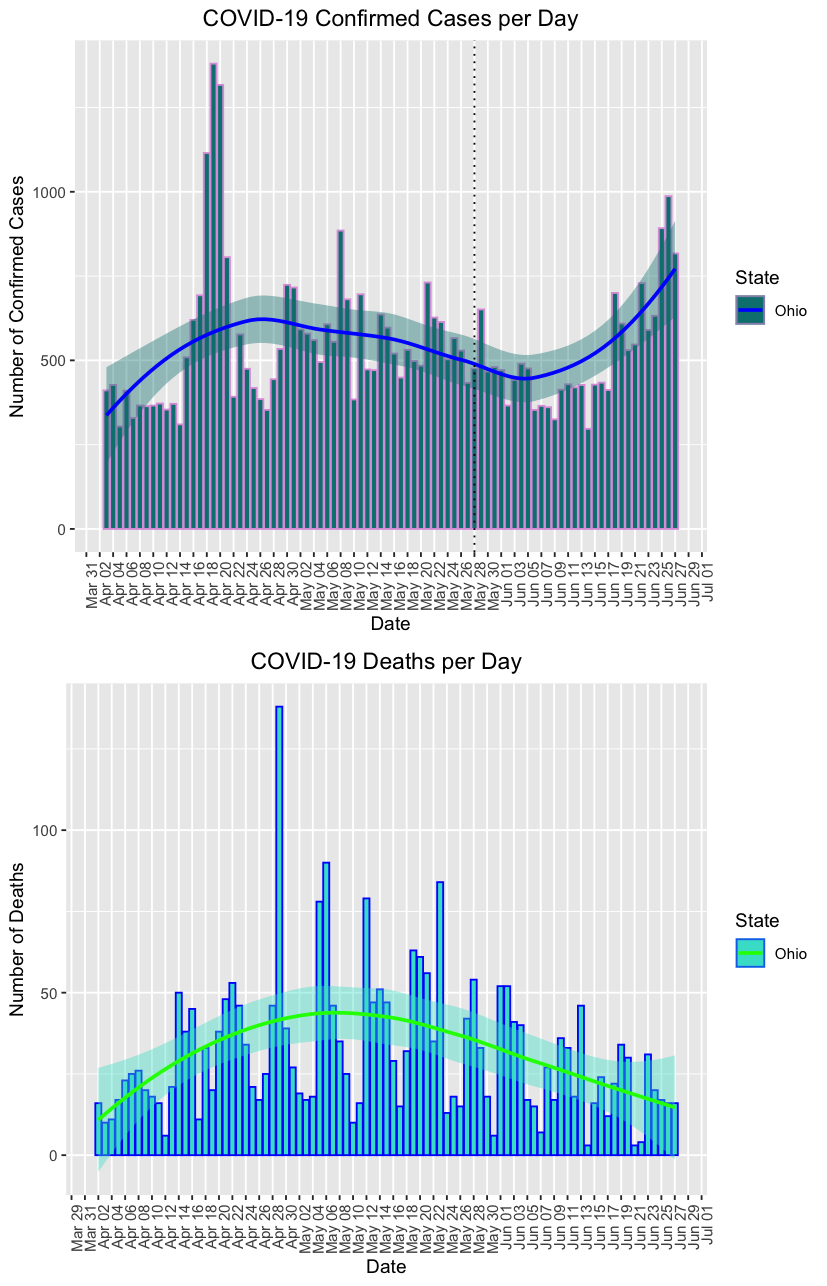 COVID-19 Confirmed Cases per Day
Number of Confirmed Cases
1000
500
0
Mar 31
Apr 02
Apr 04
Apr 06
Apr 08
Apr 10
Apr 12
Apr 14
Apr 16
Apr 18
Apr 20
Apr 22
Apr 24
Apr 26
Apr 28
Apr 30
May 02
May 04
May 06
May 08
May 10
May 12
May 14
May 16
May 18
May 20
May 22
May 24
May 26
May 28
May 30
Jun 01
Jun 03
Jun 05
Jun 07
Jun 09
Jun 11
Jun 13
Jun 15
Jun 17
Jun 19
Jun 21
Jun 23
Jun 25
Jun 27
Jun 29
Jul 01
Date
State
Ohio
COVID-19 Deaths per Day
Number of Deaths
100
50
0
Mar 29
Mar 31
Apr 02
Apr 04
Apr 06
Apr 08
Apr 10
Apr 12
Apr 14
Apr 16
Apr 18
Apr 20
Apr 22
Apr 24
Apr 26
Apr 28
Apr 30
May 02
May 04
May 06
May 08
May 10
May 12
May 14
May 16
May 18
May 20
May 22
May 24
May 26
May 28
May 30
Jun 01
Jun 03
Jun 05
Jun 07
Jun 09
Jun 11
Jun 13
Jun 15
Jun 17
Jun 19
Jun 21
Jun 23
Jun 25
Jun 27
Jun 29
Jul 01
Date
State
Ohio